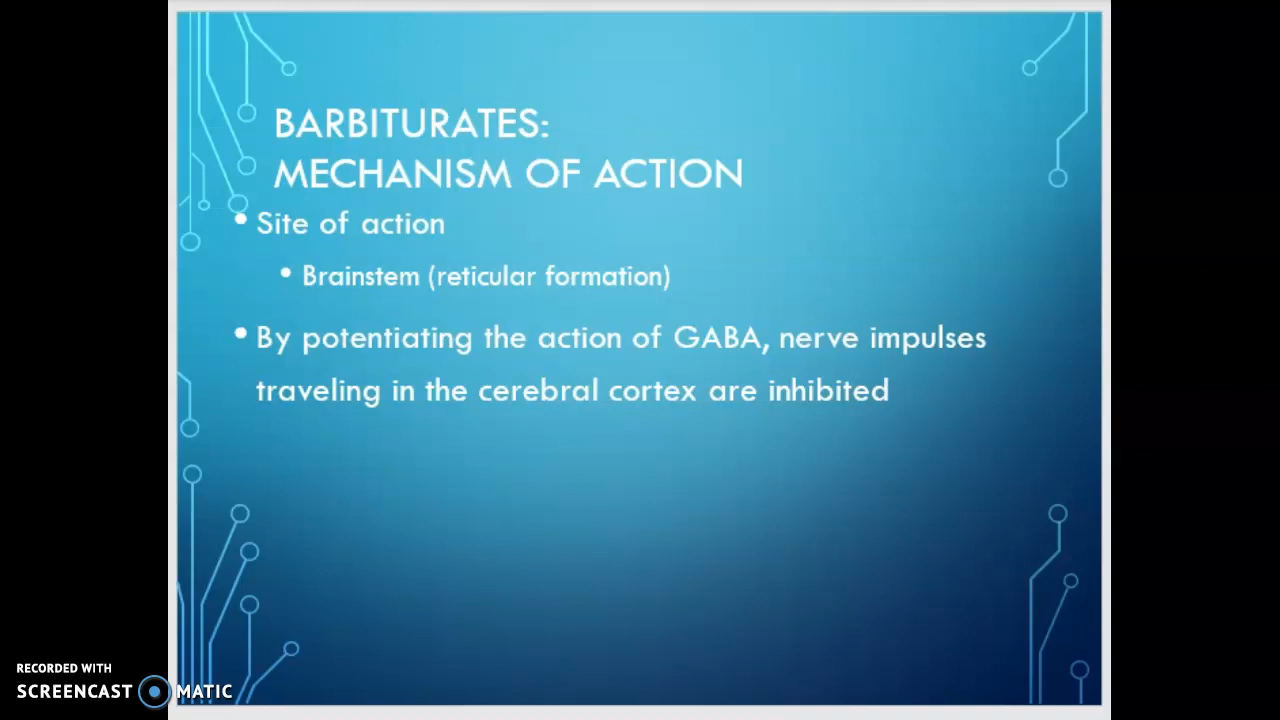 BARBITURATES:
MECHANISM OF ACTION
• Site of action
• Brainstem (reticular formation)
• By potentiating the action of GABA, nerve impulses
traveling in the cerebral cortex are inhibited
RECORDED WITH
SCREENCAST MATIC